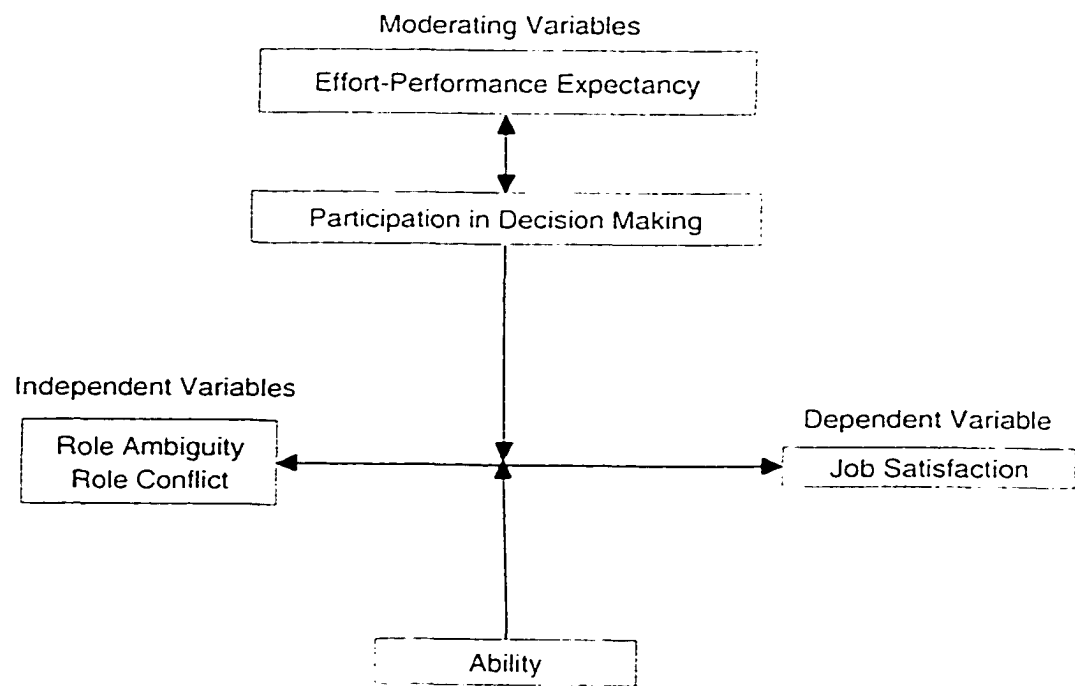 Moderating Variables
Effort-Performance Expectancy
Participation in Decision Making
Independent Variables
Role Ambiguity
Role Conflict
Dependent Variable
Job Satisfaction
Ability